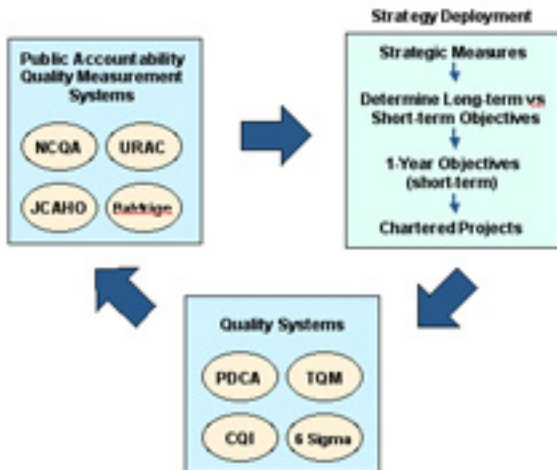 Public Accountability
Quality Measurement
Systems
NCQA
URAC
JCAHO
Strategy Deployment
Strategic Measures
Determine Long-term vs
Short-term Objectives
1-Year Objectives
(short-term)
Chartered Projects
Quality Systems
PDCA
TQM
CQI
6 Sigma